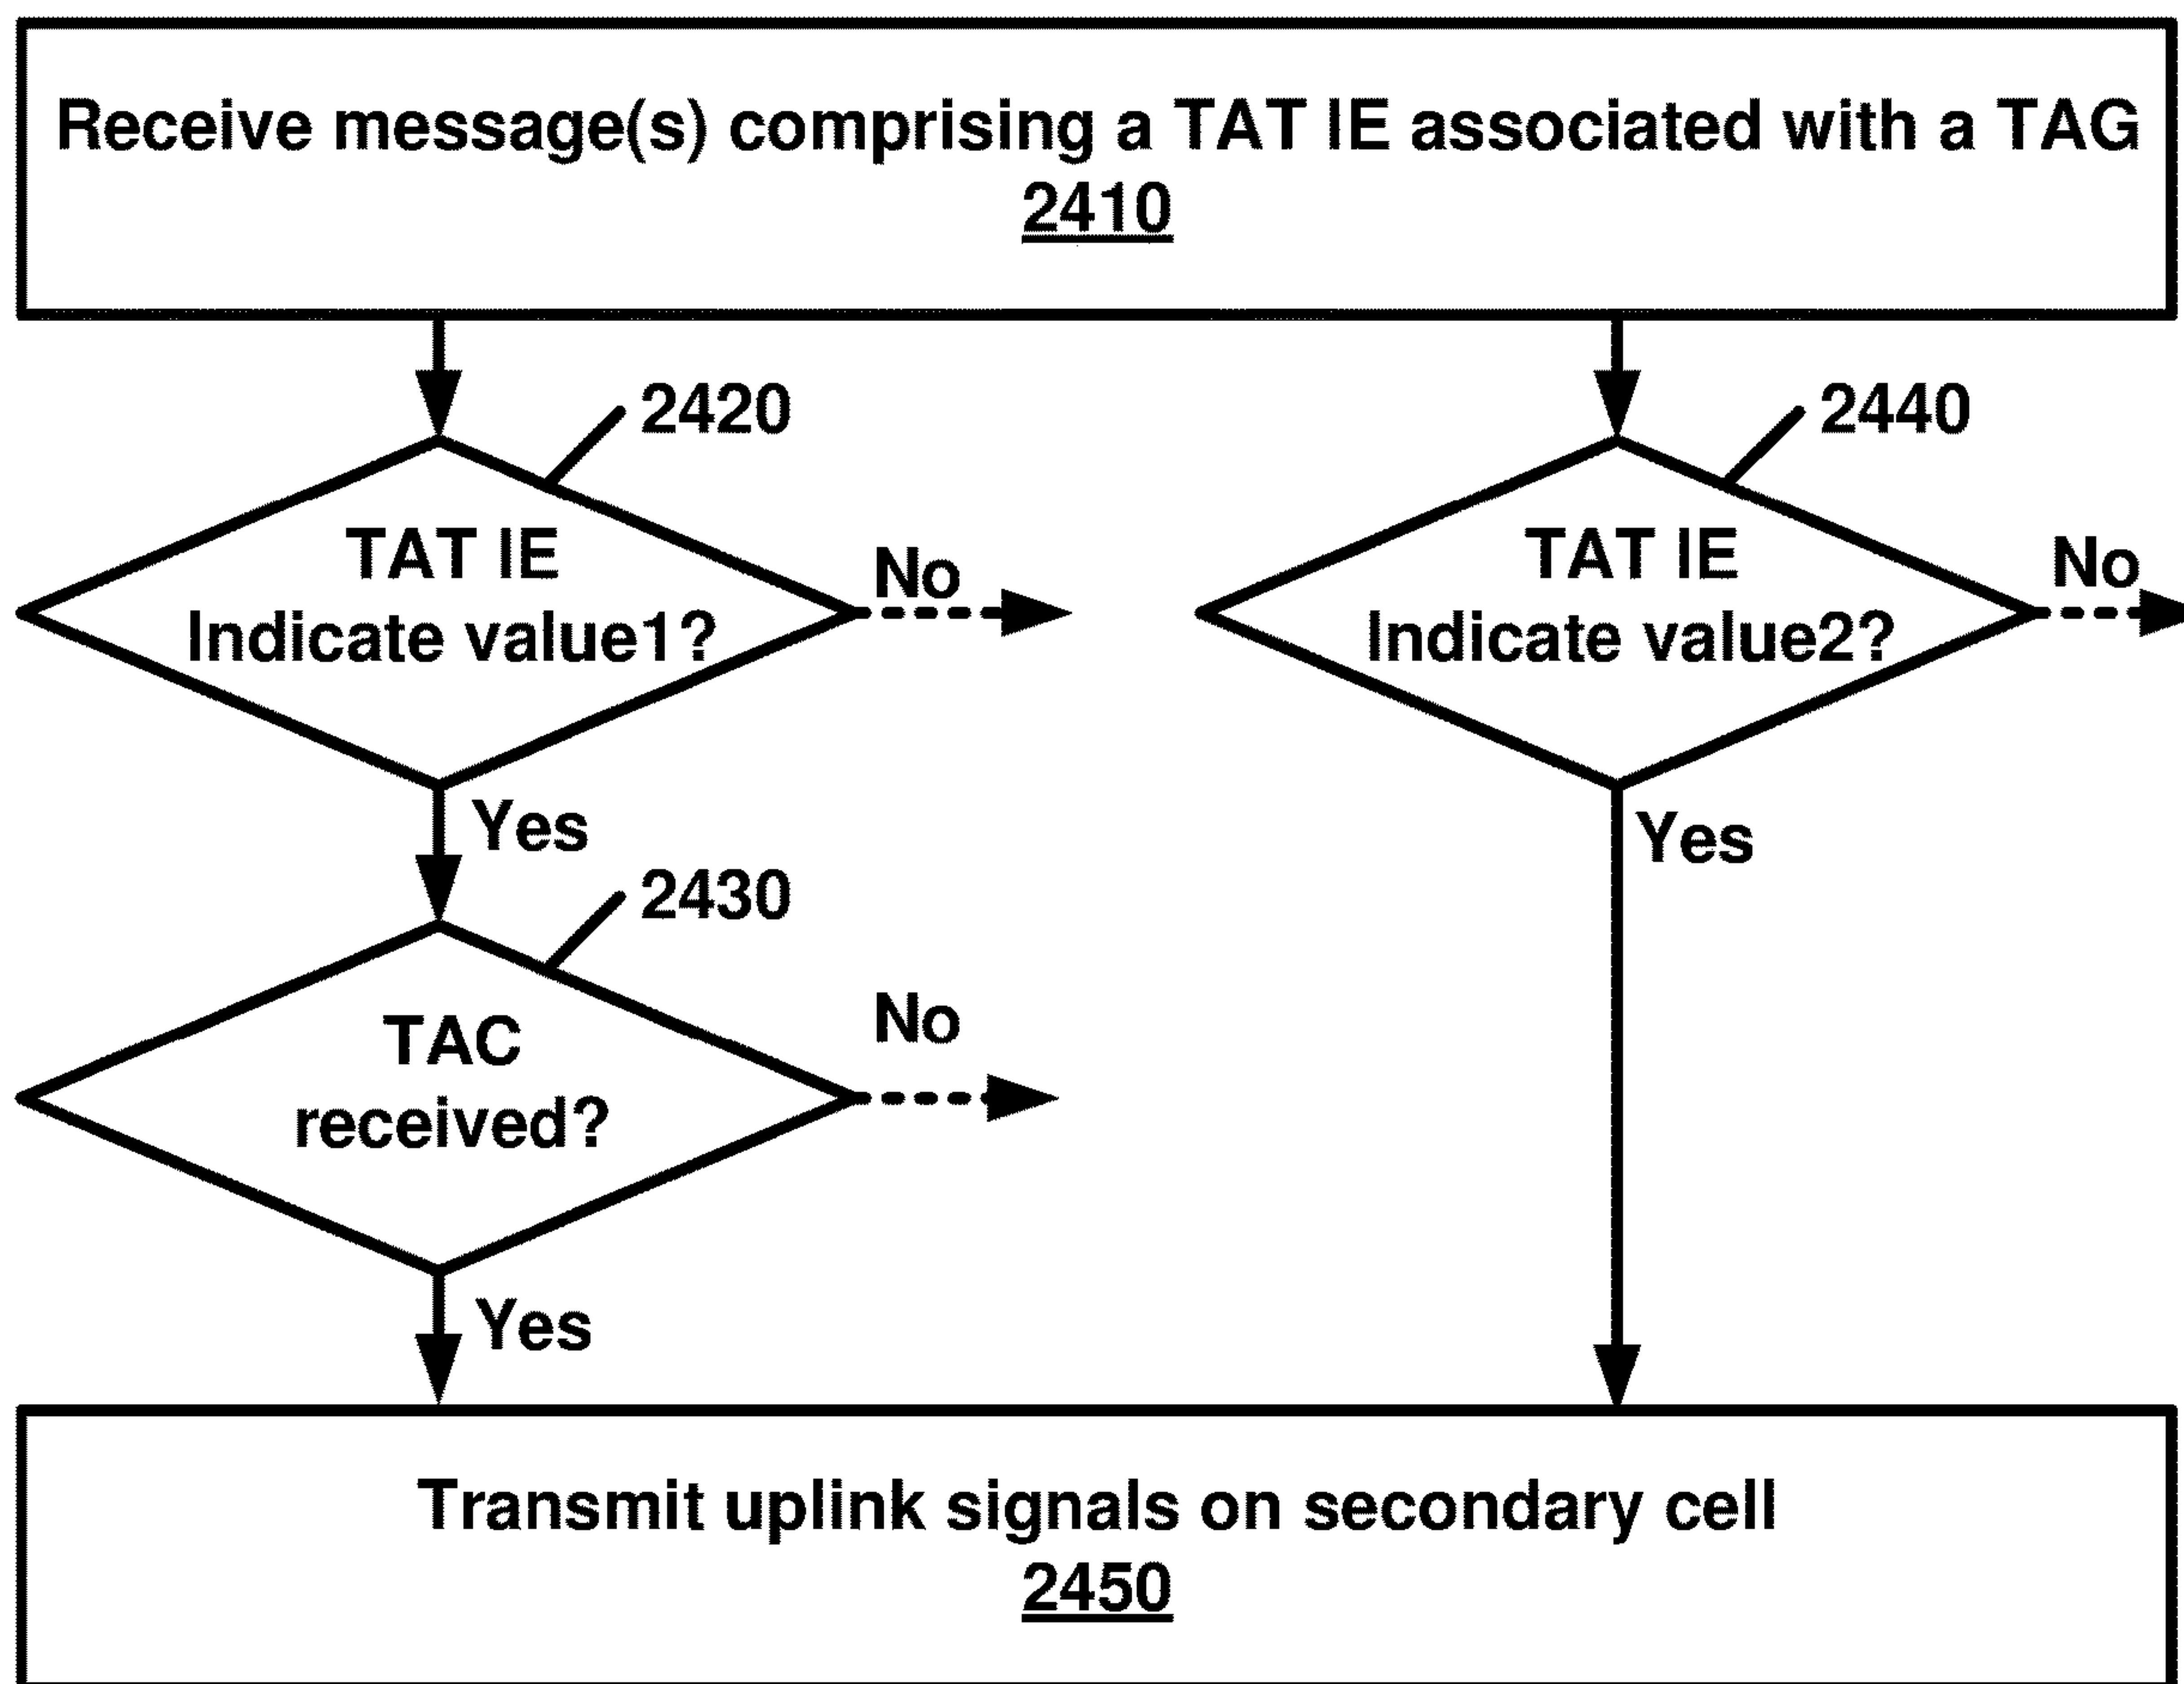 Receive message(s) comprising a TAT IE associated with a TAG
2410
2420
TAT IE
Indicate value1?
No
Yes
2430
TAC
received?
No
Yes
2440
TAT IE
Indicate value2?
No
Yes
Transmit uplink signals on secondary cell
2450